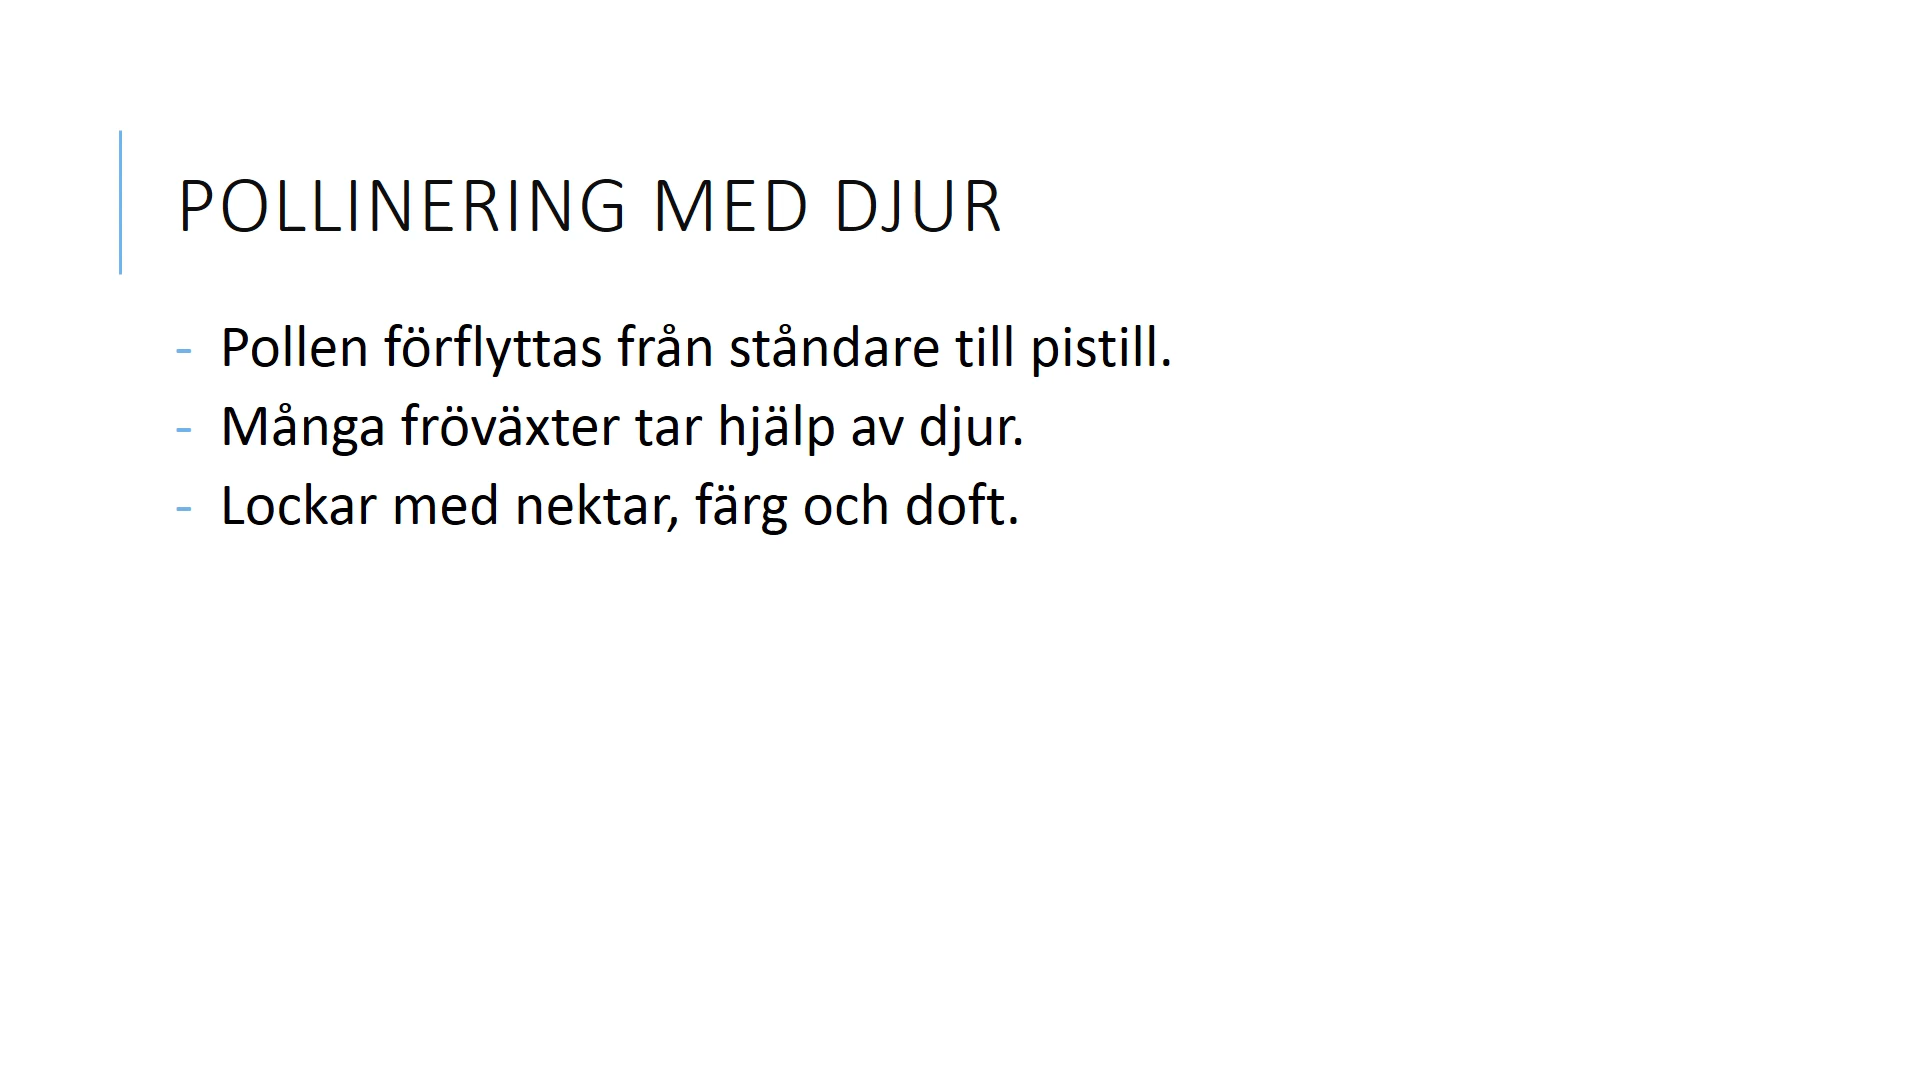 POLLINERING MED DJUR
- Pollen förflyttas från ståndare till pistill.
- Många fröväxter tar hjälp av djur.
- Lockar med nektar, färg och doft.